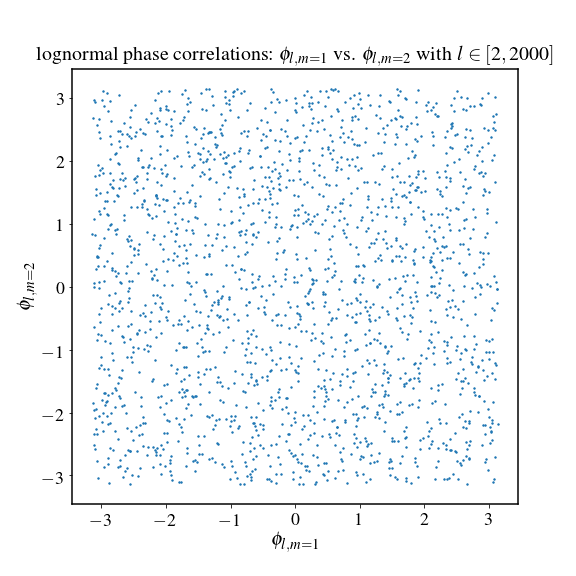 lognormal phase correlations: ϕ_{l,m=1} vs. ϕ_{l,m=2} with l ∈ [2, 2000]
3
2
1
0
−1
−2
−3
ϕ_{l,m=2}
−3 −2 −1 0 1 2 3
ϕ_{l,m=1}